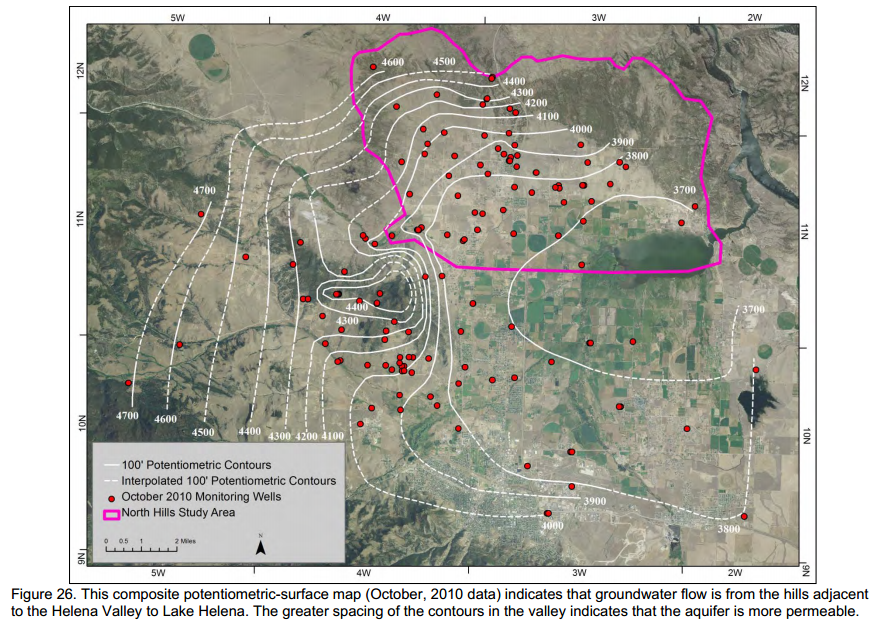 5W 4W 3W 2W
12N 12N
4600 4500
4400
4300
4200
4100
4000
3900
3800
4700 3700
11N 11N
4400
4300
3700
4700
4600
4500
4400
4300 4200 4100
10N 10N
100' Potentiometric Contours
Interpolated 100' Potentiometric Contours
October 2010 Monitoring Wells
North Hills Study Area
0 0.5 1 2 Miles
N
3900
4000
3800
9N 9N
5W 4W 3W 2W
Figure 26. This composite potentiometric-surface map (October, 2010 data) indicates that groundwater flow is from the hills adjacent
to the Helena Valley to Lake Helena. The greater spacing of the contours in the valley indicates that the aquifer is more permeable.